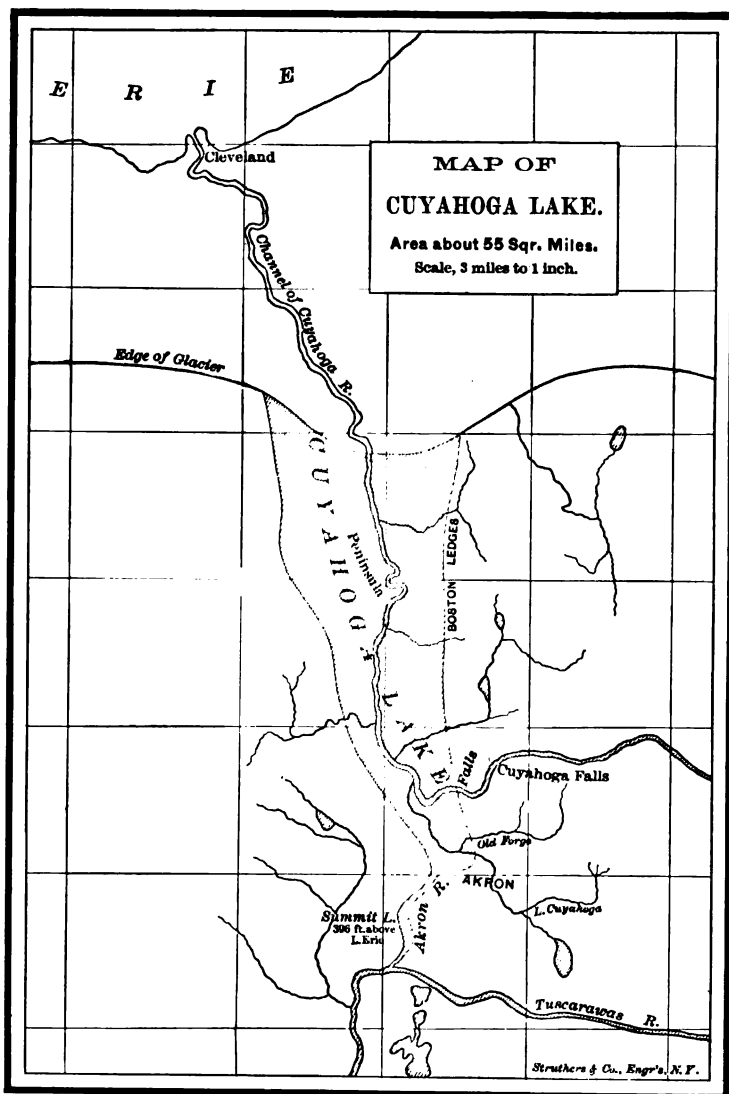 ERIE
Cleveland
MAP OF
CUYAHOGA LAKE.
Area about 55 Sqr. Miles.
Scale, 3 miles to 1 inch.
Channel of Cuyahoga R.
Edge of Glacier
CUYAHOGA LAKE
Peninsula
BOSTON LEDGES
Falls
Cuyahoga Falls
Old Forge
AKRON
L. Cuyahoga
Summit L.
396 ft. above
L. Erie
Akron R.
Tuscarawas R.
Struthers & Co., Engr's, N. Y.